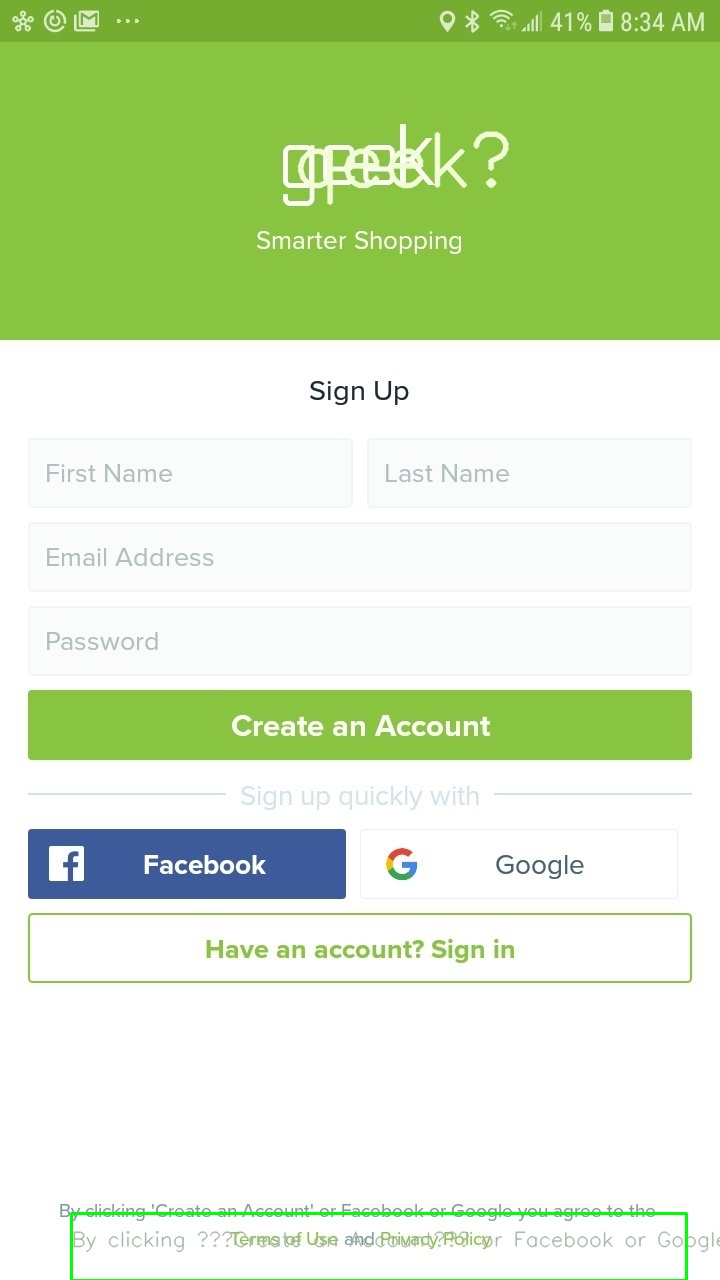 41% 8:34 AM
geek?
Smarter Shopping
Sign Up
First Name Last Name
Email Address
Password
Create an Account
Sign up quickly with
Facebook Google
Have an account? Sign in
By clicking 'Create an Account' or Facebook or Google you agree to the
Terms of Use and Privacy Policy
By clicking ???Create an Account??? or Facebook or Google